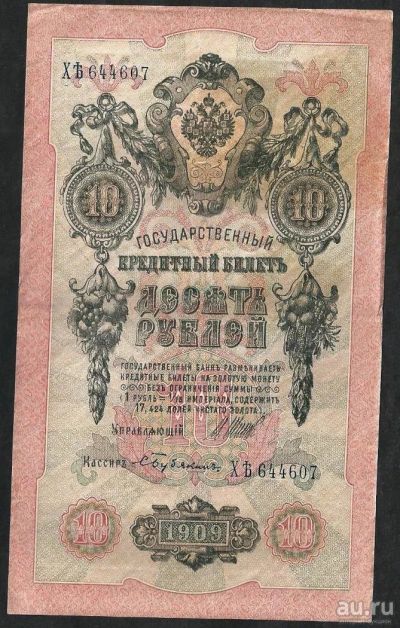 ХѢ 644607
10 10
ГОСУДАРСТВЕННЫЙ
КРЕДИТНЫЙ БИЛЕТЪ
ДЕСЯТЬ
РУБЛЕЙ
ГОСУДАРСТВЕННЫЙ БАНКЪ РАЗМѢНИВАЕТЪ
КРЕДИТНЫЕ БИЛЕТЫ НА ЗОЛОТУЮ МОНЕТУ
БЕЗЪ ОГРАНИЧЕНІЯ СУММЫ
(1 РУБЛЬ = 1/15 ИМПЕРІАЛА, СОДЕРЖИТЪ
17,424 ДОЛЕЙ ЧИСТАГО ЗОЛОТА).
УПРАВЛЯЮЩІЙ
КАССИРЪ ХѢ 644607
10 1909 10
au.ru